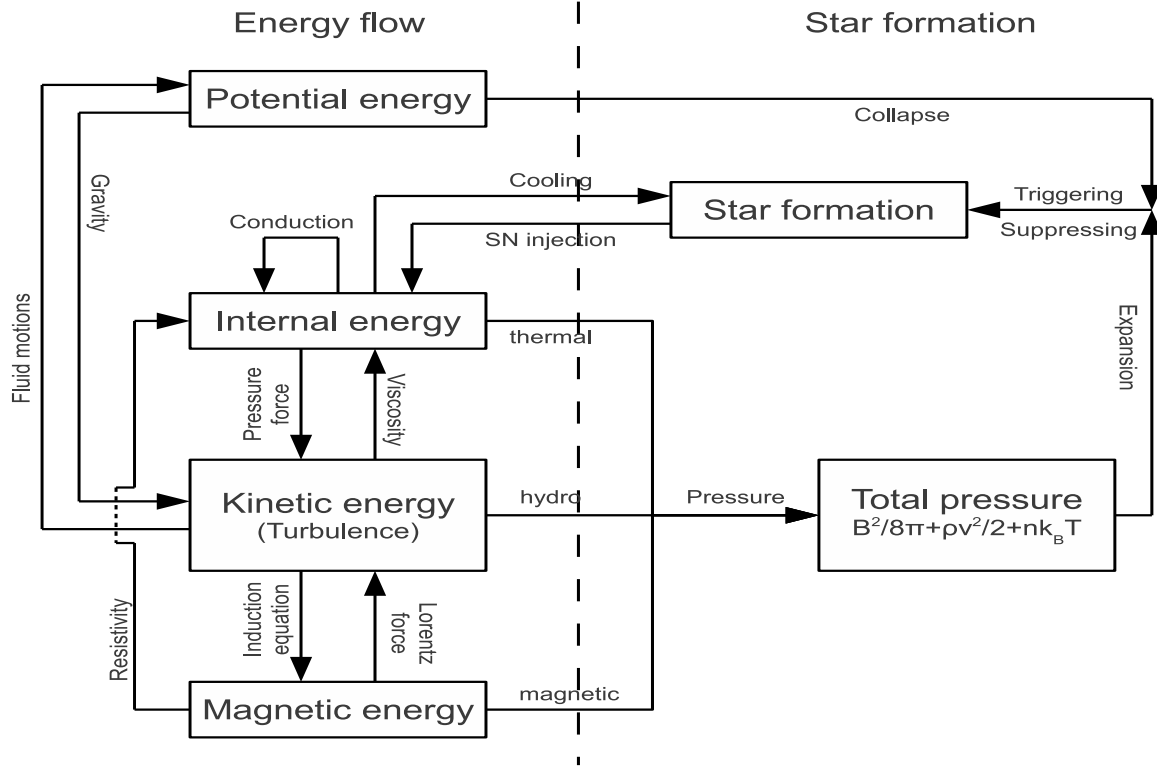 Energy flow
Star formation
Potential energy
Collapse
Gravity
Cooling
Star formation
Triggering
Suppressing
Conduction
SN injection
Fluid motions
Internal energy
thermal
Expansion
Pressure
force
Viscosity
Kinetic energy
(Turbulence)
hydro
Pressure
Total pressure
B²/8π+ρv²/2+nk_BT
Resistivity
Induction
equation
Lorentz
force
Magnetic energy
magnetic